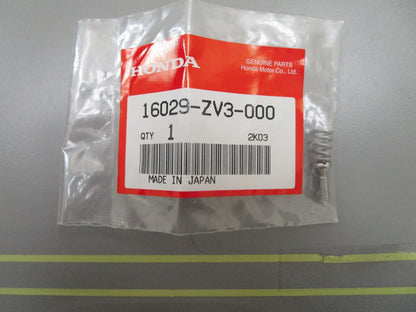 HONDA
GENUINE PARTS
Honda Motor Co., Ltd.
16029-ZV3-000
QTY 1 2K03
MADE IN JAPAN